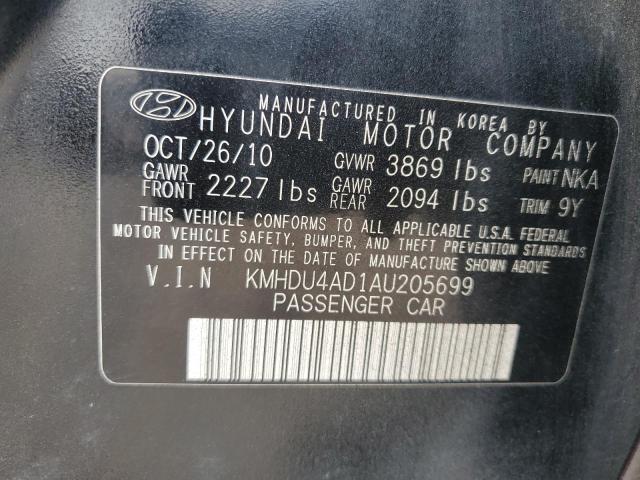 MANUFACTURED IN KOREA BY
HYUNDAI MOTOR COMPANY
OCT/26/10 GVWR 3869 lbs PAINT NKA
GAWR FRONT 2227 lbs GAWR REAR 2094 lbs TRIM 9Y
THIS VEHICLE CONFORMS TO ALL APPLICABLE U.S.A. FEDERAL
MOTOR VEHICLE SAFETY, BUMPER, AND THEFT PREVENTION STANDARDS
IN EFFECT ON THE DATE OF MANUFACTURE SHOWN ABOVE.
V.I.N KMHDU4AD1AU205699
PASSENGER CAR